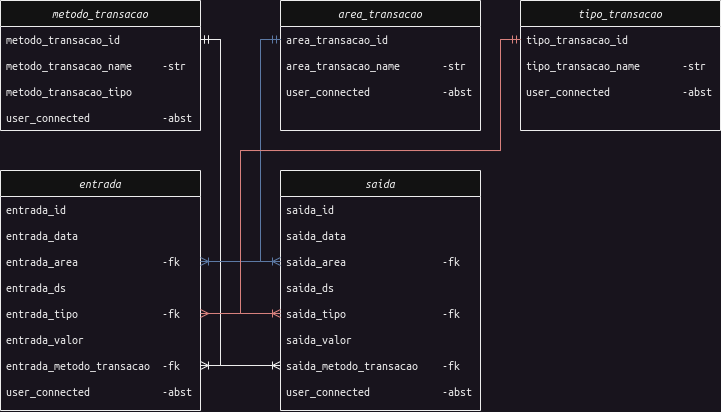 metodo_transacao
metodo_transacao_id
metodo_transacao_name -str
metodo_transacao_tipo
user_connected -abst
area_transacao
area_transacao_id
area_transacao_name -str
user_connected -abst
tipo_transacao
tipo_transacao_id
tipo_transacao_name -str
user_connected -abst
entrada
entrada_id
entrada_data
entrada_area -fk
entrada_ds
entrada_tipo -fk
entrada_valor
entrada_metodo_transacao -fk
user_connected -abst
saida
saida_id
saida_data
saida_area -fk
saida_ds
saida_tipo -fk
saida_valor
saida_metodo_transacao -fk
user_connected -abst